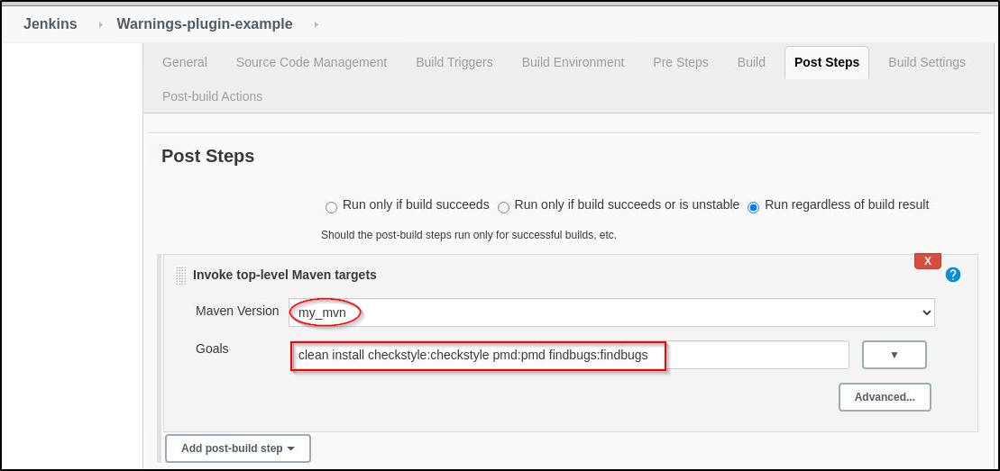 Jenkins Warnings-plugin-example
General Source Code Management Build Triggers Build Environment Pre Steps Build Post Steps Build Settings
Post-build Actions
Post Steps
Run only if build succeeds Run only if build succeeds or is unstable Run regardless of build result
Should the post-build steps run only for successful builds, etc.
X
Invoke top-level Maven targets ?
Maven Version my_mvn
Goals clean install checkstyle:checkstyle pmd:pmd findbugs:findbugs
Advanced...
Add post-build step